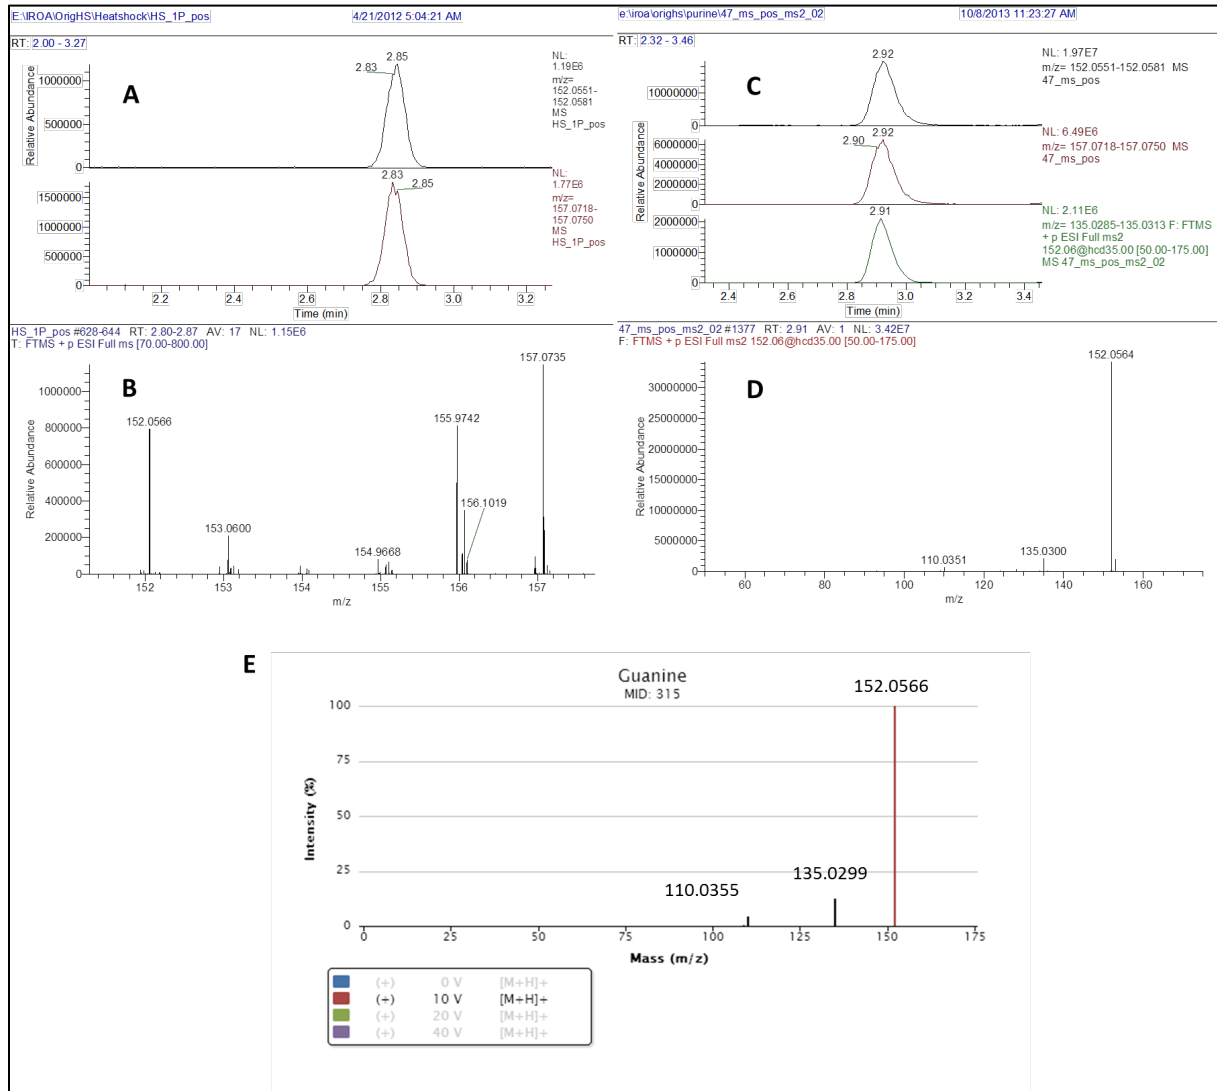 E:\IROA\OrigHS\Heatshock\HS_1P_pos 4/21/2012 5:04:21 AM
RT: 2.00 - 3.27
A
Relative Abundance
1000000
500000
0
2.83
2.85
NL:
1.19E6
m/z=
152.0551-
152.0581
MS
HS_1P_pos
1500000
1000000
500000
0
2.83
2.85
NL:
1.77E6
m/z=
157.0718-
157.0750
MS
HS_1P_pos
2.2 2.4 2.6 2.8 3.0 3.2
Time (min)
HS_1P_pos #628-644 RT: 2.80-2.87 AV: 17 NL: 1.15E6
T: FTMS + p ESI Full ms [70.00-800.00]
B
Relative Abundance
1000000
800000
600000
400000
200000
0
152.0566
153.0600
154.9668
155.9742
156.1019
157.0735
152 153 154 155 156 157
m/z
e:\iroa\orighs\purine\47_ms_pos_ms2_02 10/8/2013 11:23:27 AM
RT: 2.32 - 3.46
C
Relative Abundance
10000000
0
2.92
NL: 1.97E7
m/z= 152.0551-152.0581 MS
47_ms_pos
6000000
4000000
2000000
0
2.90
2.92
NL: 6.49E6
m/z= 157.0718-157.0750 MS
47_ms_pos
2000000
1000000
0
2.91
NL: 2.11E6
m/z= 135.0285-135.0313 F: FTMS
+ p ESI Full ms2
152.06@hcd35.00 [50.00-175.00]
MS 47_ms_pos_ms2_02
2.4 2.6 2.8 3.0 3.2 3.4
Time (min)
47_ms_pos_ms2_02 #1377 RT: 2.91 AV: 1 NL: 3.42E7
F: FTMS + p ESI Full ms2 152.06@hcd35.00 [50.00-175.00]
D
Relative Abundance
30000000
25000000
20000000
15000000
10000000
5000000
0
152.0564
110.0351
135.0300
60 80 100 120 140 160
m/z
E
Guanine
MID: 315
152.0566
135.0299
110.0355
Intensity (%)
100
75
50
25
0
0 25 50 75 100 125 150 175
Mass (m/z)
(+) 0 V [M+H]+
(+) 10 V [M+H]+
(+) 20 V [M+H]+
(+) 40 V [M+H]+